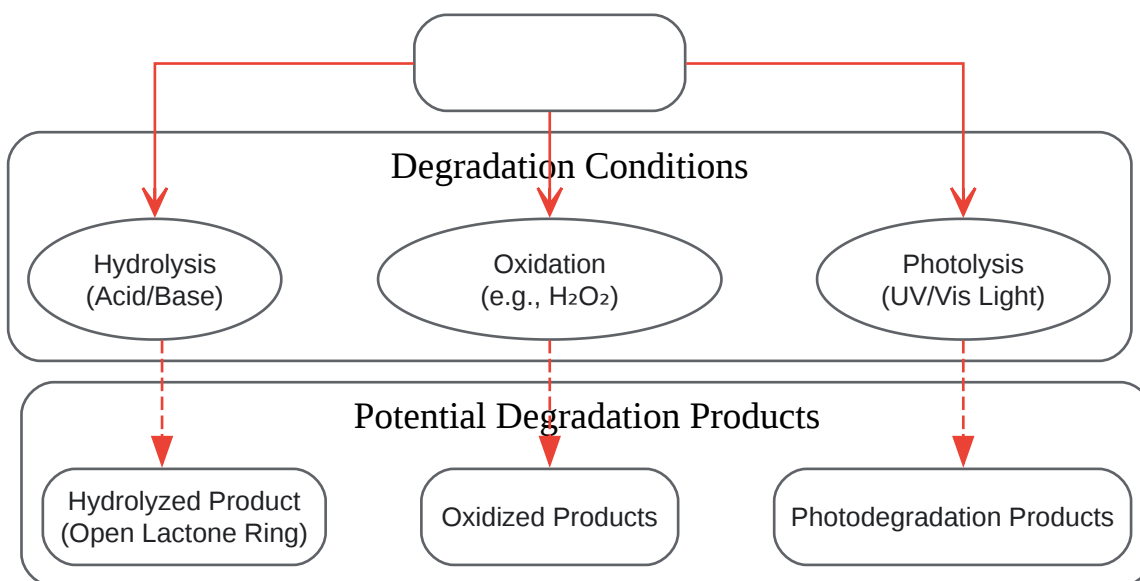 Degradation Conditions
Hydrolysis
(Acid/Base)
Oxidation
(e.g., H₂O₂)
Photolysis
(UV/Vis Light)
Potential Degradation Products
Hydrolyzed Product
(Open Lactone Ring)
Oxidized Products
Photodegradation Products